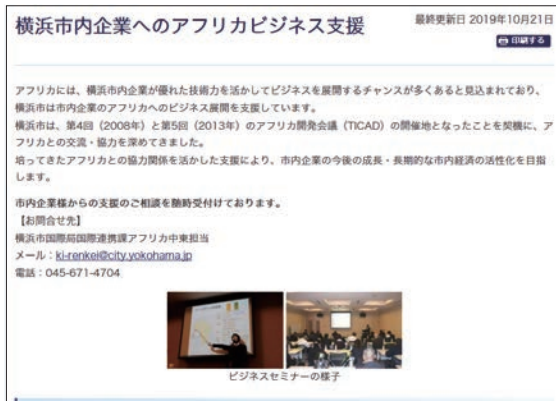 横浜市内企業へのアフリカビジネス支援
最終更新日 2019年10月21日
印刷する
アフリカには、横浜市内企業が優れた技術力を活かしてビジネスを展開するチャンスが多くあると見込まれており、
横浜市は市内企業のアフリカへのビジネス展開を支援しています。
横浜市は、第4回（2008年）と第5回（2013年）のアフリカ開発会議（TICAD）の開催地となったことを契機に、ア
フリカとの交流・協力を深めてきました。
培ってきたアフリカとの協力関係を活かした支援により、市内企業の今後の成長・長期的な市内経済の活性化を目指
します。
市内企業様からの支援のご相談を随時受付けております。
【お問合せ先】
横浜市国際局国際連携課アフリカ中東担当
メール：ki-renkei@city.yokohama.jp
電話：045-671-4704
ビジネスセミナーの様子